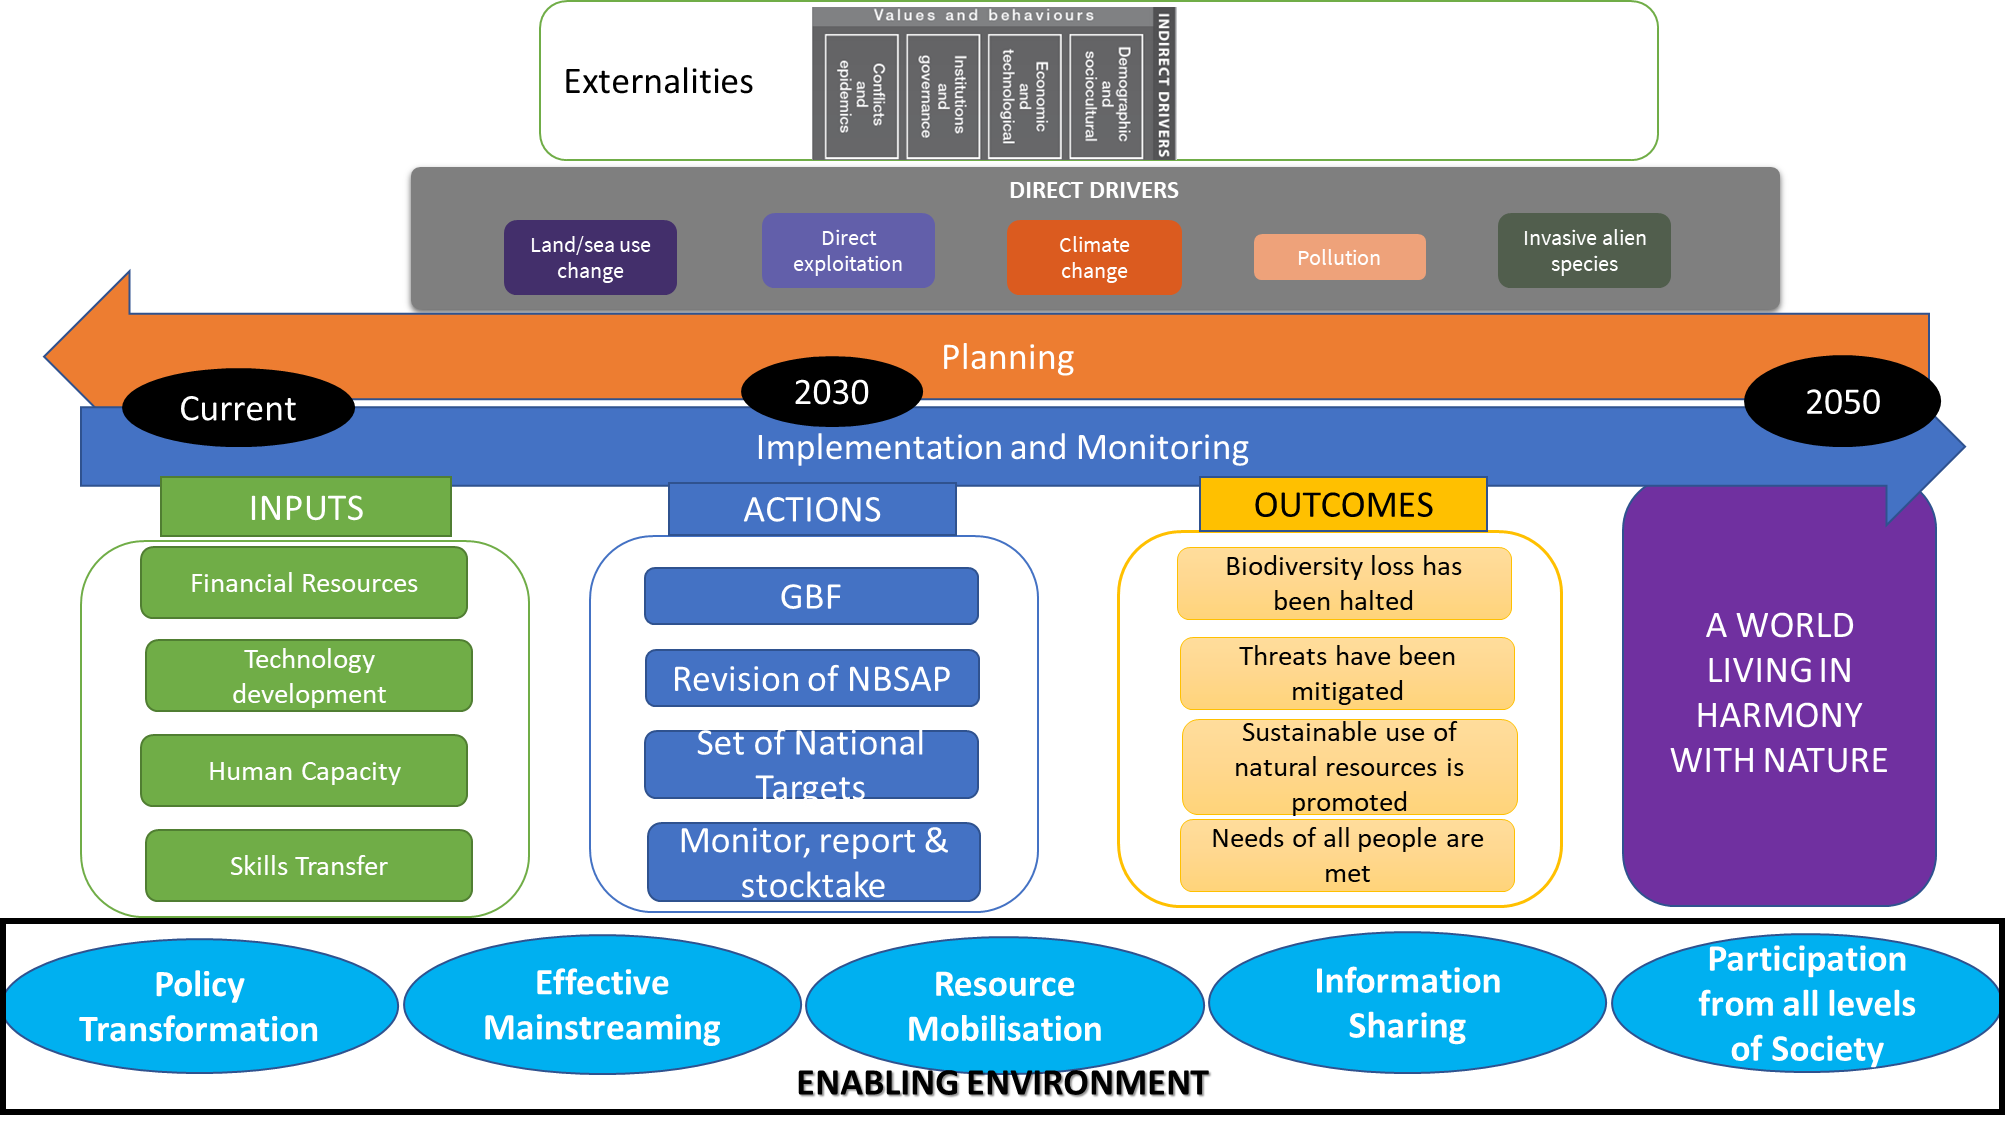 Externalities
Values and behaviours
Conflicts
and
epidemics
Institutions
and
governance
Economic
and
technological
Demographic
and
sociocultural
INDIRECT DRIVERS
DIRECT DRIVERS
Land/sea use
change
Direct
exploitation
Climate
change
Pollution
Invasive alien
species
Planning
Current
2030
2050
Implementation and Monitoring
INPUTS
Financial Resources
Technology
development
Human Capacity
Skills Transfer
ACTIONS
GBF
Revision of NBSAP
Set of National
Targets
Monitor, report &
stocktake
OUTCOMES
Biodiversity loss has
been halted
Threats have been
mitigated
Sustainable use of
natural resources is
promoted
Needs of all people are
met
A WORLD
LIVING IN
HARMONY
WITH NATURE
Policy
Transformation
Effective
Mainstreaming
Resource
Mobilisation
Information
Sharing
Participation
from all levels
of Society
ENABLING ENVIRONMENT